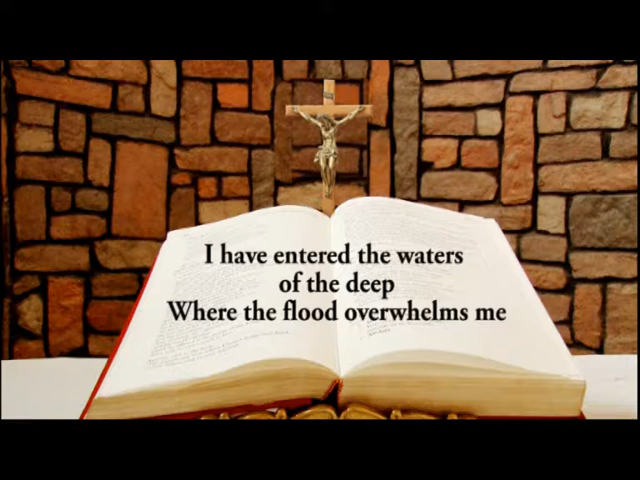 I have entered the waters
of the deep
Where the flood overwhelms me